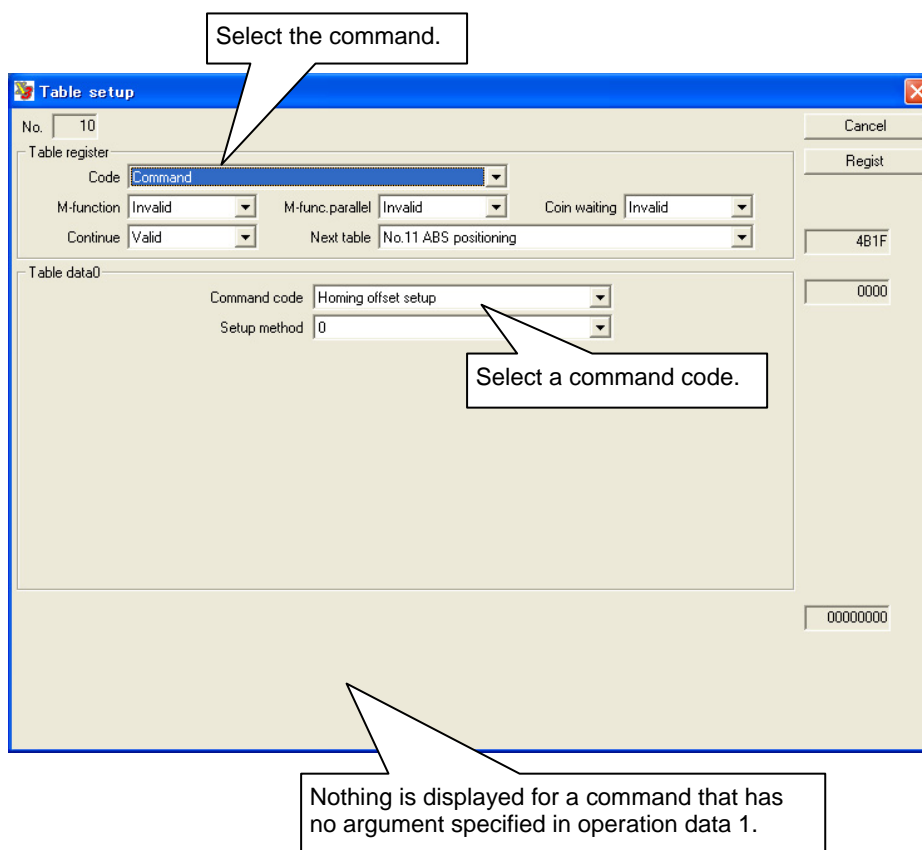 Select the command.
Table setup
No. 10
Cancel
Table register
Regist
Code Command
M-function Invalid M-func.parallel Invalid Coin waiting Invalid
Continue Valid Next table No.11 ABS positioning
4B1F
Table data0
Command code Homing offset setup
0000
Setup method 0
Select a command code.
00000000
Nothing is displayed for a command that has
no argument specified in operation data 1.